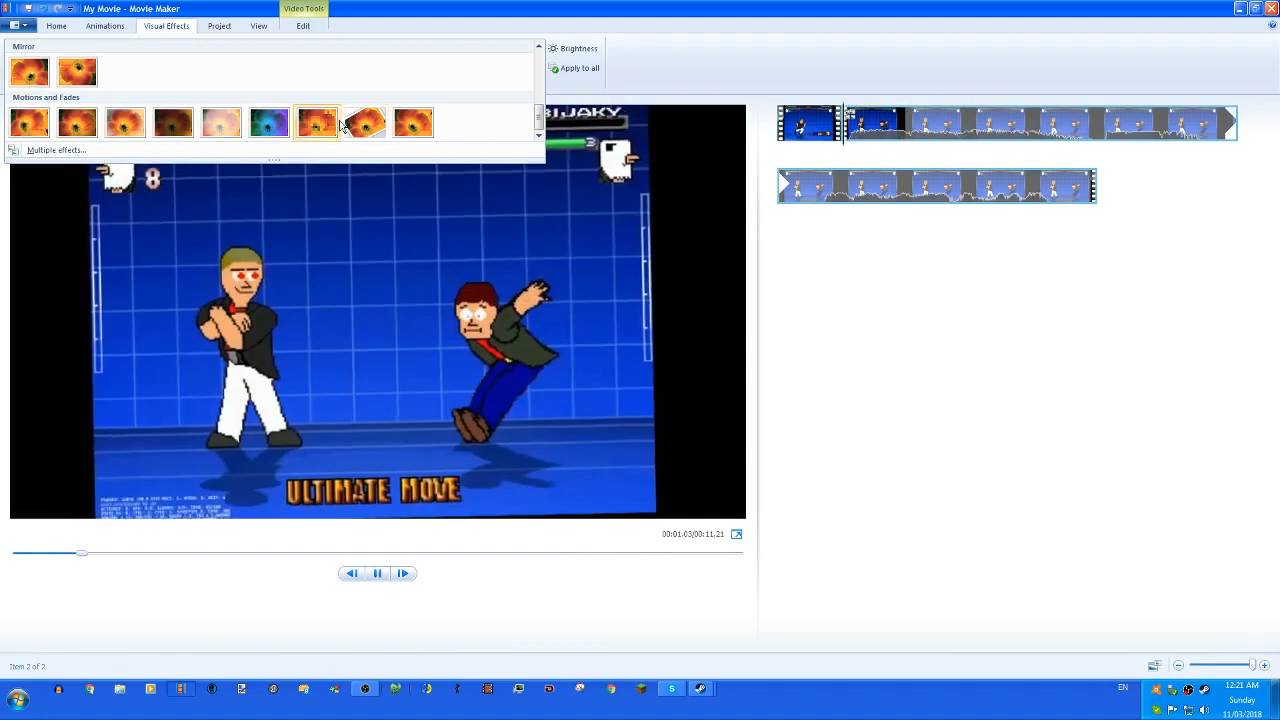 My Movie - Movie Maker
Video Tools
Home
Animations
Visual Effects
Project
View
Edit
Mirror
Brightness
Apply to all
Motions and Fades
Multiple effects...
BIJAKY
3
8
ULTIMATE MOVE
00:01.03/00:11.21
Item 2 of 2
EN
12:21 AM
Sunday
11/03/2018